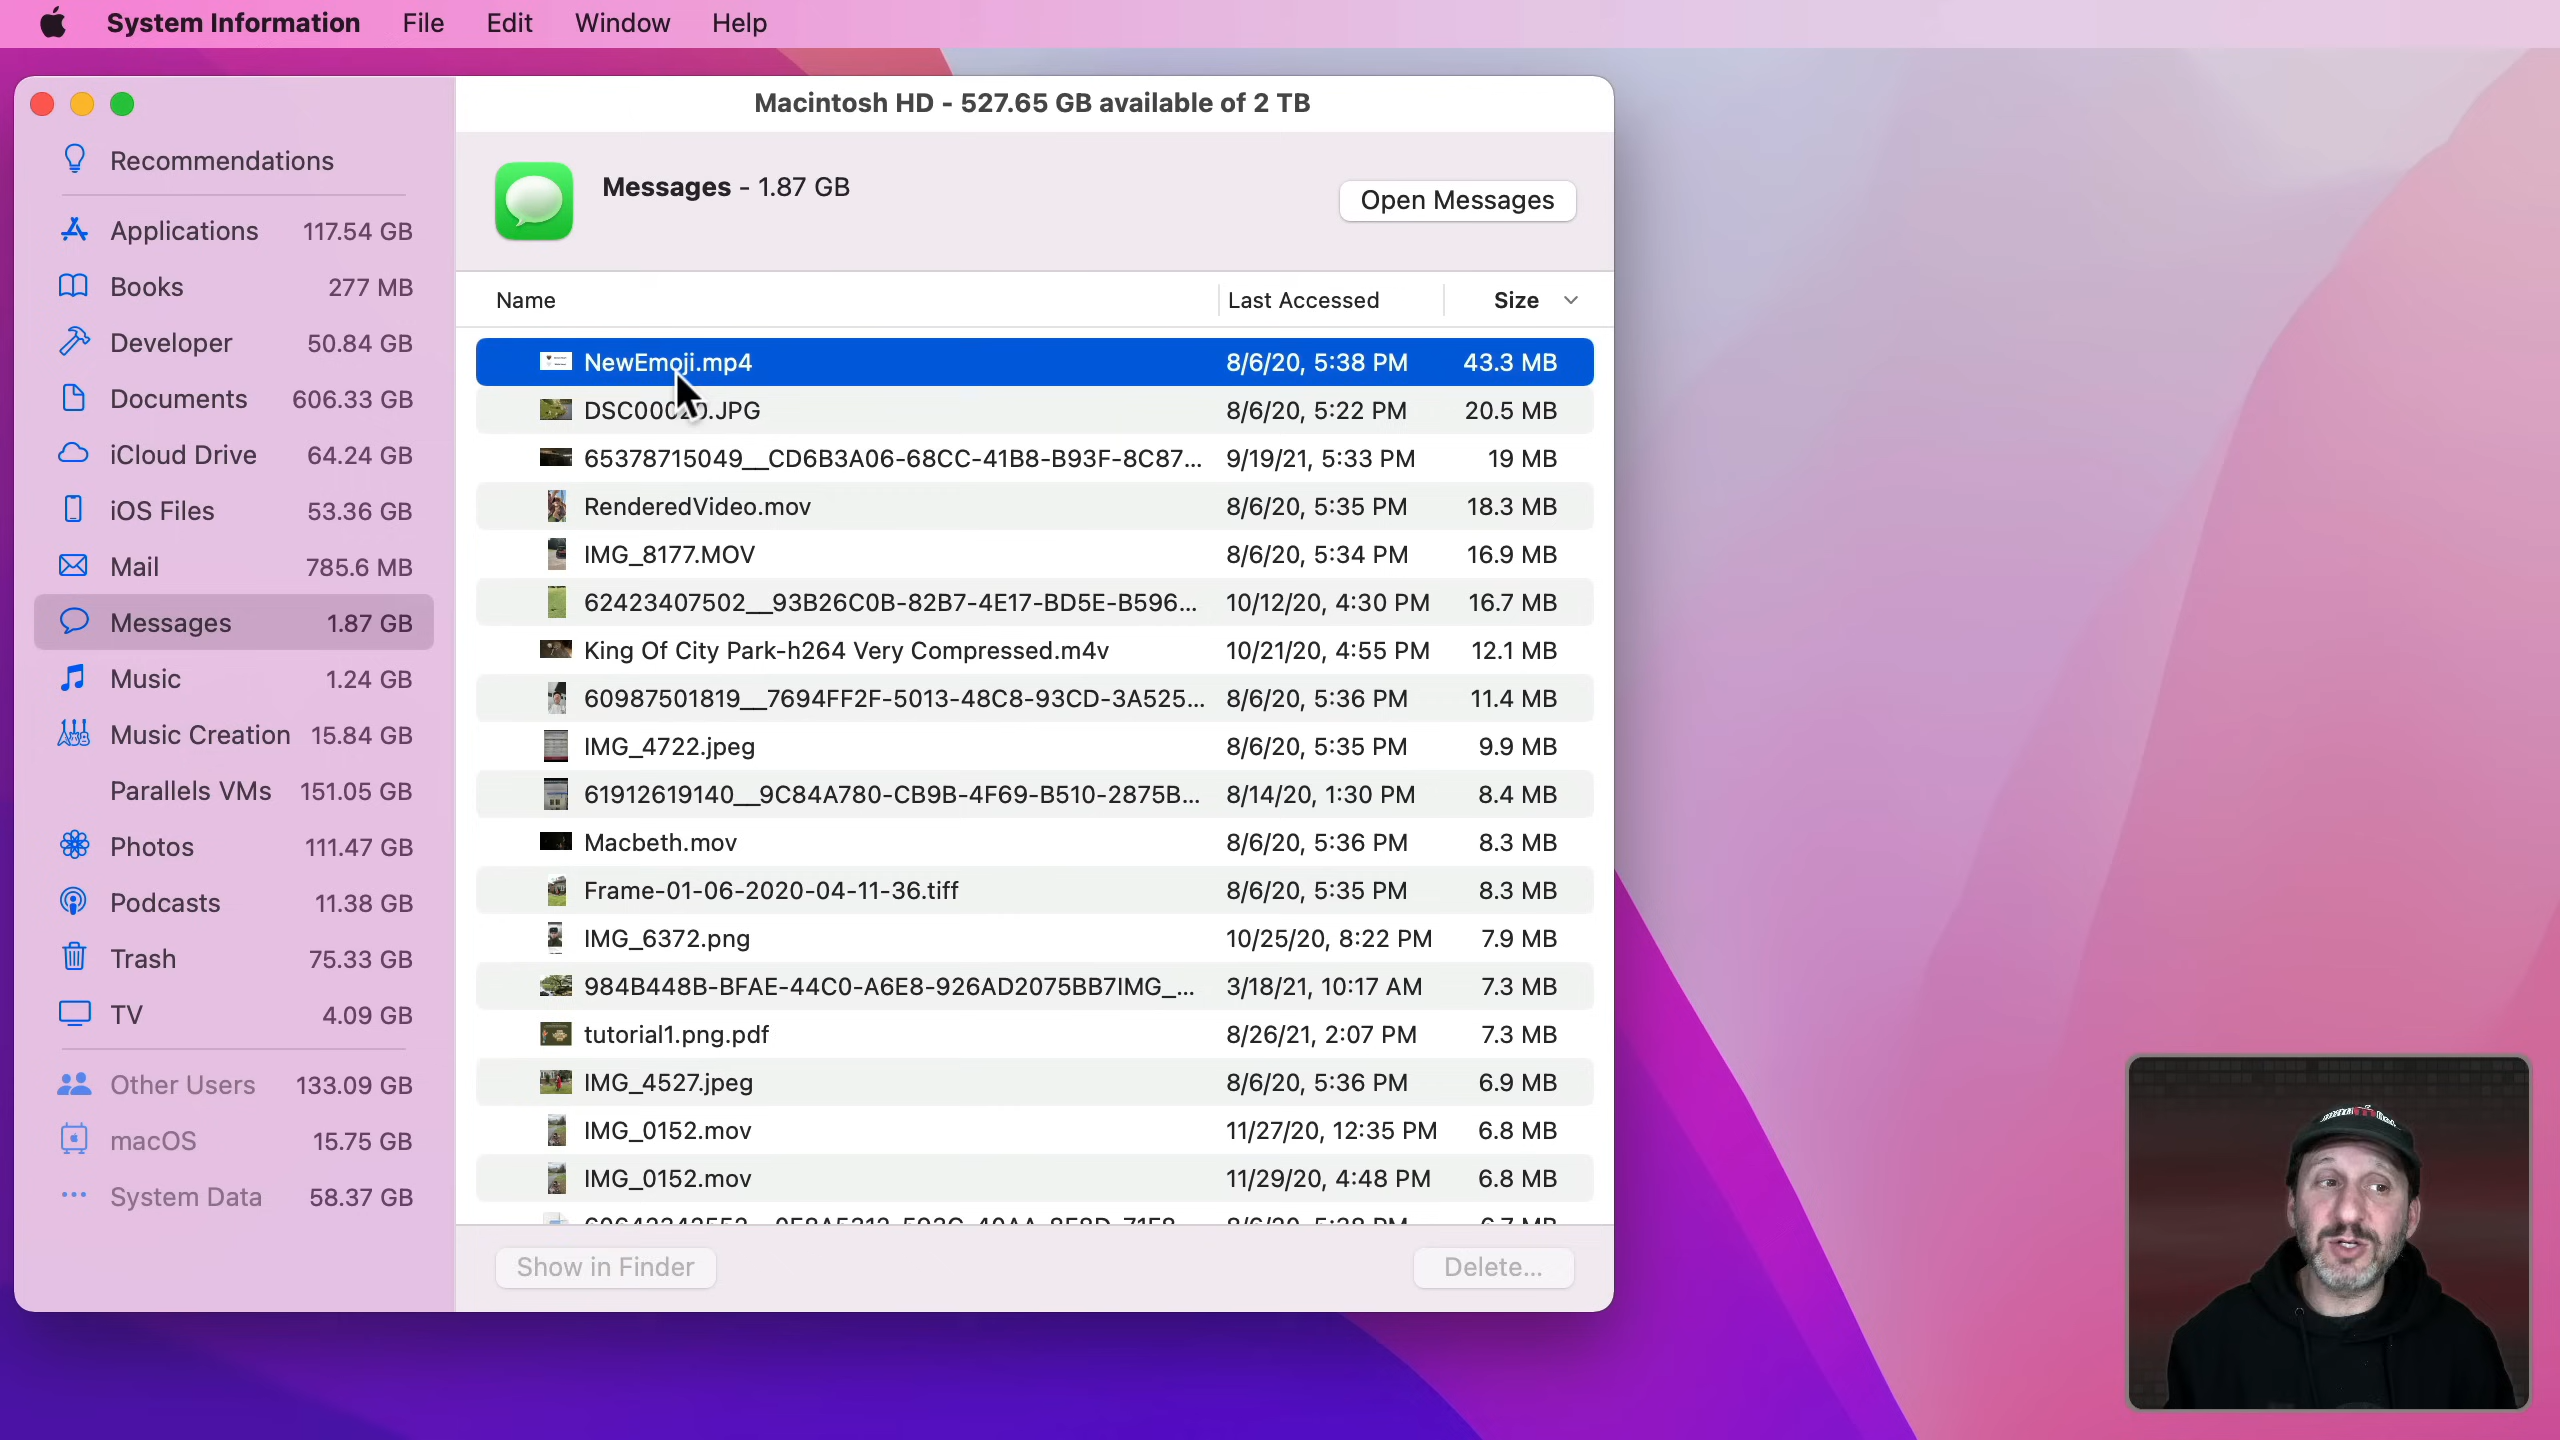 System Information File Edit Window Help
Macintosh HD - 527.65 GB available of 2 TB
Recommendations
Applications 117.54 GB
Books 277 MB
Developer 50.84 GB
Documents 606.33 GB
iCloud Drive 64.24 GB
iOS Files 53.36 GB
Mail 785.6 MB
Messages 1.87 GB
Music 1.24 GB
Music Creation 15.84 GB
Parallels VMs 151.05 GB
Photos 111.47 GB
Podcasts 11.38 GB
Trash 75.33 GB
TV 4.09 GB
Other Users 133.09 GB
macOS 15.75 GB
System Data 58.37 GB
Messages - 1.87 GB
Open Messages
Name Last Accessed Size
NewEmoji.mp4 8/6/20, 5:38 PM 43.3 MB
8/6/20, 5:22 PM 20.5 MB
65378715049__CD6B3A06-68CC-41B8-B93F-8C87... 9/19/21, 5:33 PM 19 MB
RenderedVideo.mov 8/6/20, 5:35 PM 18.3 MB
IMG_8177.MOV 8/6/20, 5:34 PM 16.9 MB
62423407502__93B26C0B-82B7-4E17-BD5E-B596... 10/12/20, 4:30 PM 16.7 MB
King Of City Park-h264 Very Compressed.m4v 10/21/20, 4:55 PM 12.1 MB
60987501819__7694FF2F-5013-48C8-93CD-3A525... 8/6/20, 5:36 PM 11.4 MB
IMG_4722.jpeg 8/6/20, 5:35 PM 9.9 MB
61912619140__9C84A780-CB9B-4F69-B510-2875B... 8/14/20, 1:30 PM 8.4 MB
Macbeth.mov 8/6/20, 5:36 PM 8.3 MB
Frame-01-06-2020-04-11-36.tiff 8/6/20, 5:35 PM 8.3 MB
IMG_6372.png 10/25/20, 8:22 PM 7.9 MB
984B448B-BFAE-44C0-A6E8-926AD2075BB7IMG_... 3/18/21, 10:17 AM 7.3 MB
tutorial1.png.pdf 8/26/21, 2:07 PM 7.3 MB
IMG_4527.jpeg 8/6/20, 5:36 PM 6.9 MB
IMG_0152.mov 11/27/20, 12:35 PM 6.8 MB
IMG_0152.mov 11/29/20, 4:48 PM 6.8 MB
Show in Finder
Delete...